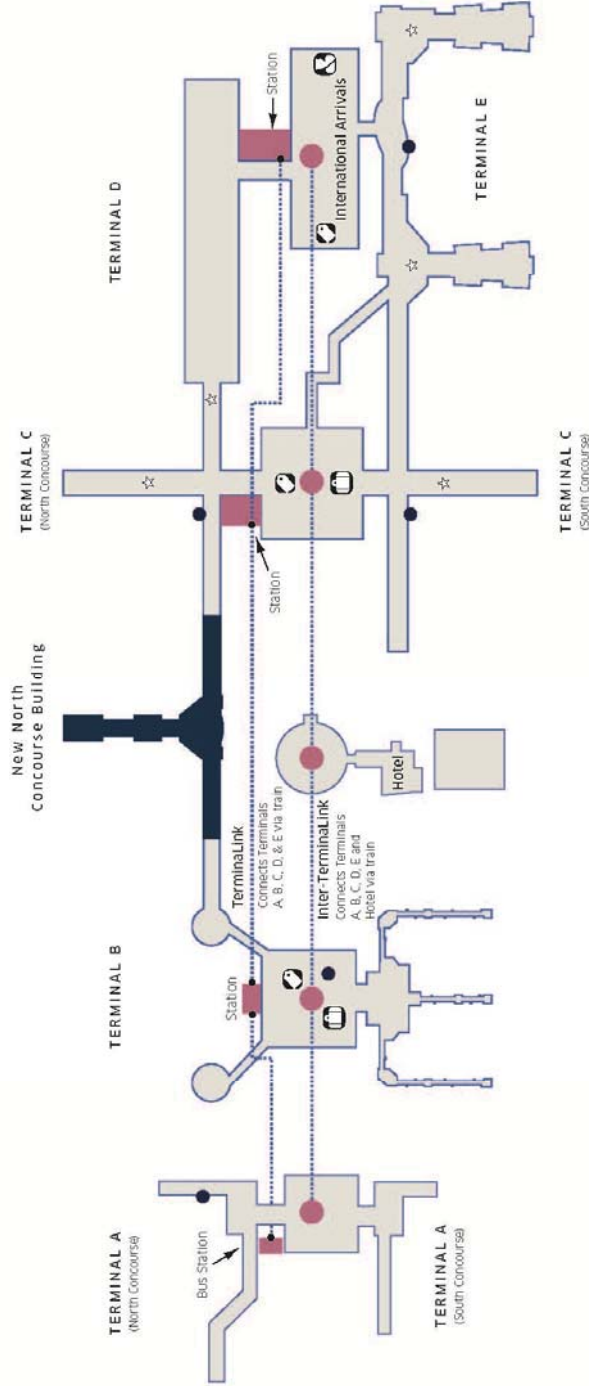 TERMINAL A
(North Concourse)
Bus Station
TERMINAL A
(South Concourse)
TERMINAL B
Station
TerminaLink
Connects Terminals
A, B, C, D, & E via train
Inter-TerminaLink
Connects Terminals
A, B, C, D, E and
Hotel via train
New North
Concourse Building
Hotel
TERMINAL C
(North Concourse)
Station
TERMINAL C
(South Concourse)
TERMINAL D
Station
International Arrivals
TERMINAL E